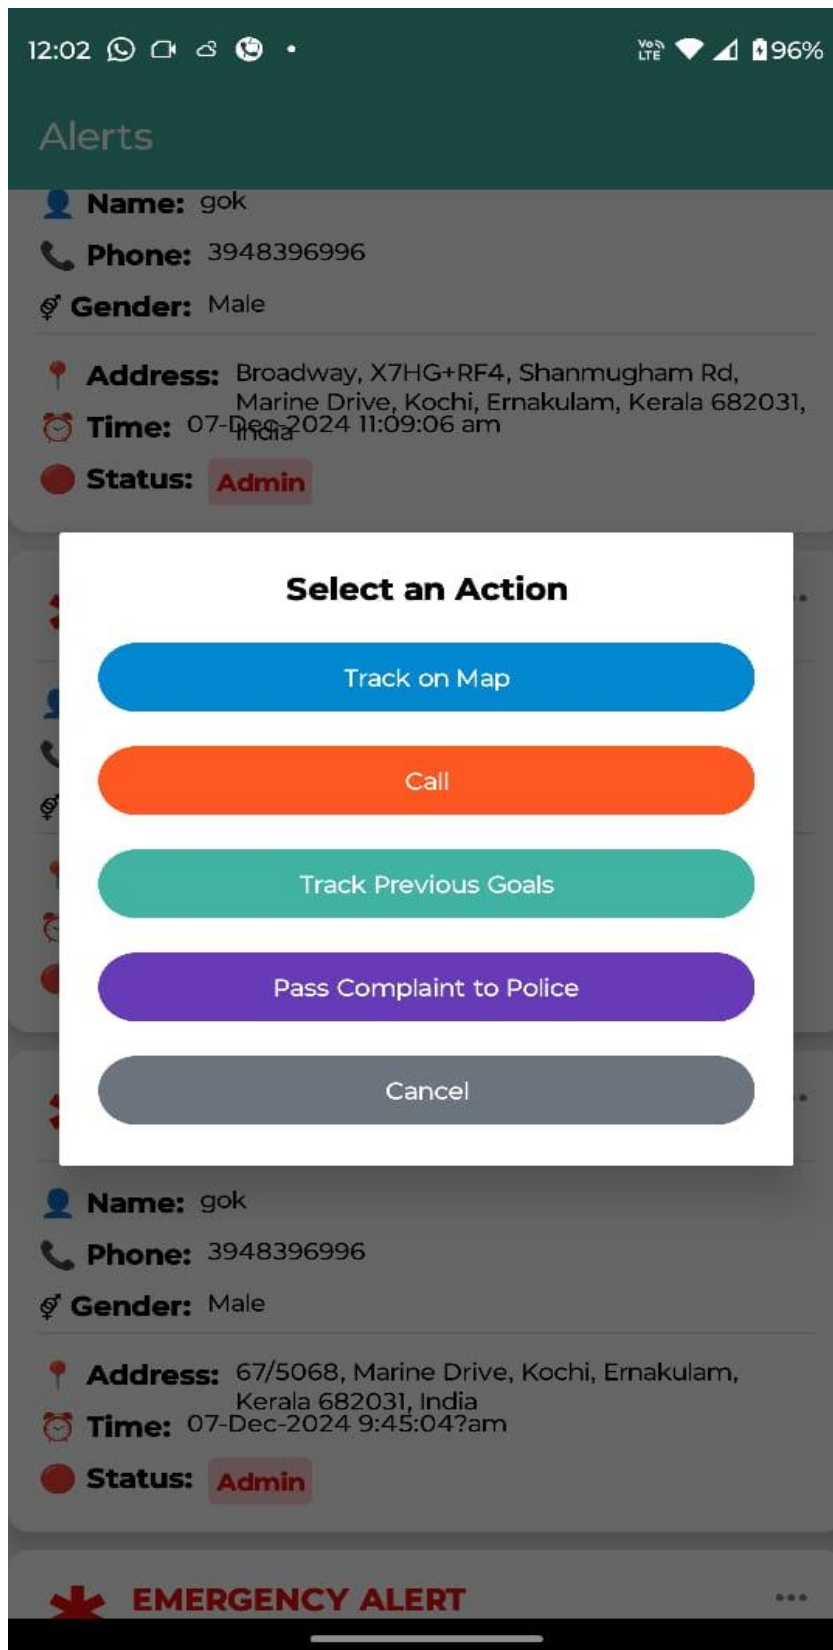 12:02
Vo
LTE
96%
Alerts
Name: gok
Phone: 3948396996
Gender: Male
Address: Broadway, X7HG+RF4, Shanmugham Rd,
Marine Drive, Kochi, Ernakulam, Kerala 682031,
India
Time: 07-Dec-2024 11:09:06 am
Status: Admin
Select an Action
Track on Map
Call
Track Previous Goals
Pass Complaint to Police
Cancel
Name: gok
Phone: 3948396996
Gender: Male
Address: 67/5068, Marine Drive, Kochi, Ernakulam,
Kerala 682031, India
Time: 07-Dec-2024 9:45:04?am
Status: Admin
EMERGENCY ALERT